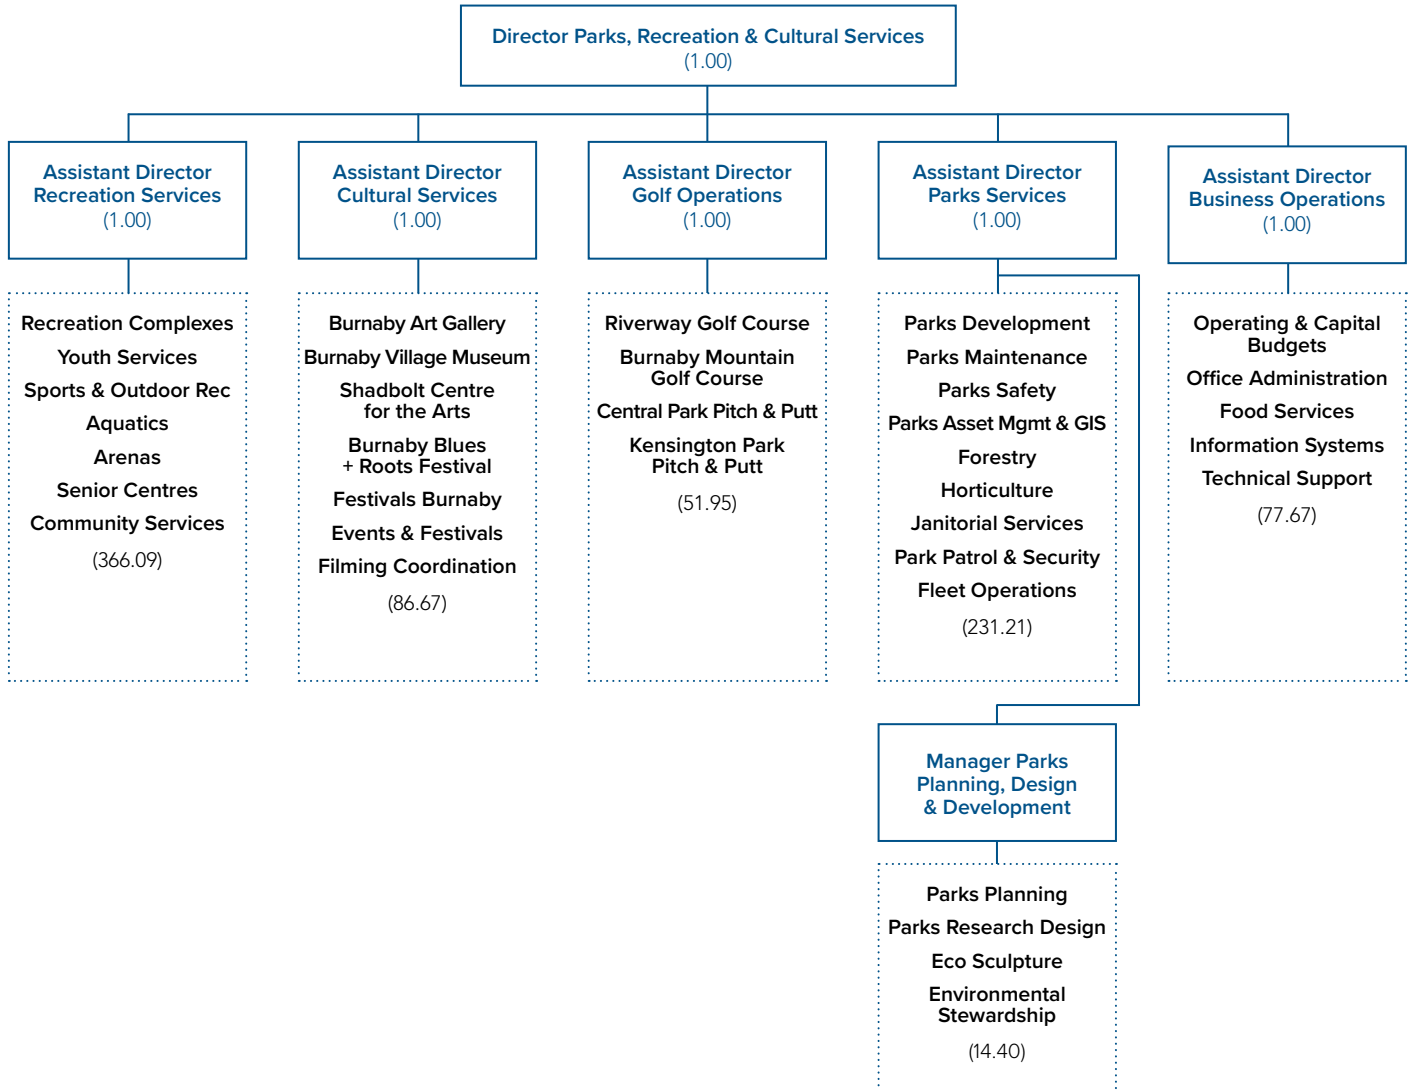 Director Parks, Recreation & Cultural Services
(1.00)
Assistant Director
Recreation Services
(1.00)
Assistant Director
Cultural Services
(1.00)
Assistant Director
Golf Operations
(1.00)
Assistant Director
Parks Services
(1.00)
Assistant Director
Business Operations
(1.00)
Recreation Complexes
Youth Services
Sports & Outdoor Rec
Aquatics
Arenas
Senior Centres
Community Services
(366.09)
Burnaby Art Gallery
Burnaby Village Museum
Shadbolt Centre
for the Arts
Burnaby Blues
+ Roots Festival
Festivals Burnaby
Events & Festivals
Filming Coordination
(86.67)
Riverway Golf Course
Burnaby Mountain
Golf Course
Central Park Pitch & Putt
Kensington Park
Pitch & Putt
(51.95)
Parks Development
Parks Maintenance
Parks Safety
Parks Asset Mgmt & GIS
Forestry
Horticulture
Janitorial Services
Park Patrol & Security
Fleet Operations
(231.21)
Operating & Capital
Budgets
Office Administration
Food Services
Information Systems
Technical Support
(77.67)
Manager Parks
Planning, Design
& Development
Parks Planning
Parks Research Design
Eco Sculpture
Environmental
Stewardship
(14.40)